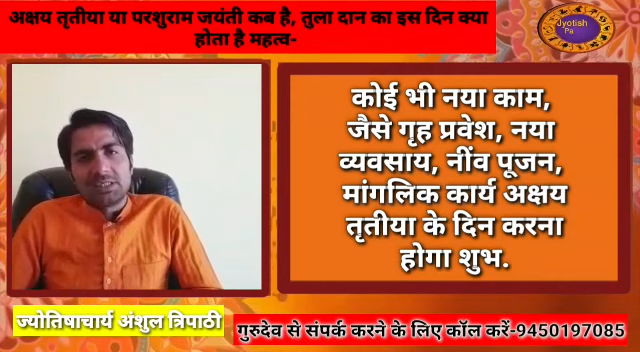 अक्षय तृतीया या परशुराम जयंती कब है, तुला दान का इस दिन क्या
होता है महत्व-
Jyotish
Pa
कोई भी नया काम,
जैसे गृह प्रवेश, नया
व्यवसाय, नींव पूजन,
मांगलिक कार्य अक्षय
तृतीया के दिन करना
होगा शुभ.
ज्योतिषाचार्य अंशुल त्रिपाठी
गुरुदेव से संपर्क करने के लिए कॉल करें-9450197085